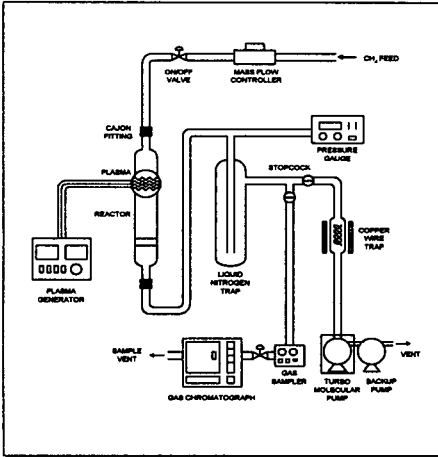 CH₄ FEED
ON/OFF
VALVE
MASS FLOW
CONTROLLER
CAJON
FITTING
PLASMA
REACTOR
PLASMA
GENERATOR
PRESSURE
GAUGE
STOPCOCK
COPPER
WIRE
TRAP
LIQUID
NITROGEN
TRAP
SAMPLE
VENT
GAS CHROMATOGRAPH
GAS
SAMPLER
TURBO
MOLECULAR
PUMP
BACKUP
PUMP
VENT